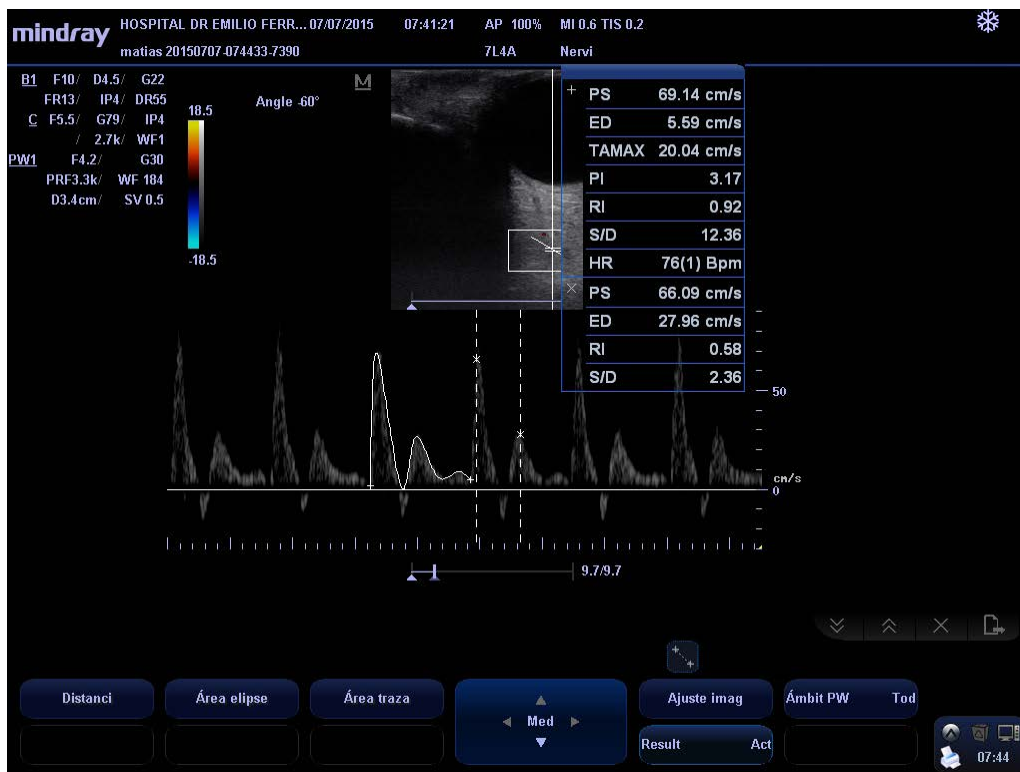 mindray HOSPITAL DR EMILIO FERR... 07/07/2015 07:41:21 AP 100% MI 0.6 TIS 0.2
matias 20150707-074433-7390 7L4A Nervi
B1 F10/ D4.5/ G22
FR13/ IP4/ DR55
C F5.5/ G79/ IP4
/ 2.7k/ WF1
PW1 F4.2/ G30
PRF3.3k/ WF 184
D3.4cm/ SV 0.5
18.5
-18.5
Angle -60°
M
+ PS 69.14 cm/s
ED 5.59 cm/s
TAMAX 20.04 cm/s
PI 3.17
RI 0.92
S/D 12.36
HR 76(1) Bpm
× PS 66.09 cm/s
ED 27.96 cm/s
RI 0.58
S/D 2.36
50
cm/s
0
9.7/9.7
Distanci Área elipse Área traza Med Ajuste imag Ámbit PW Tod
Result Act
07:44